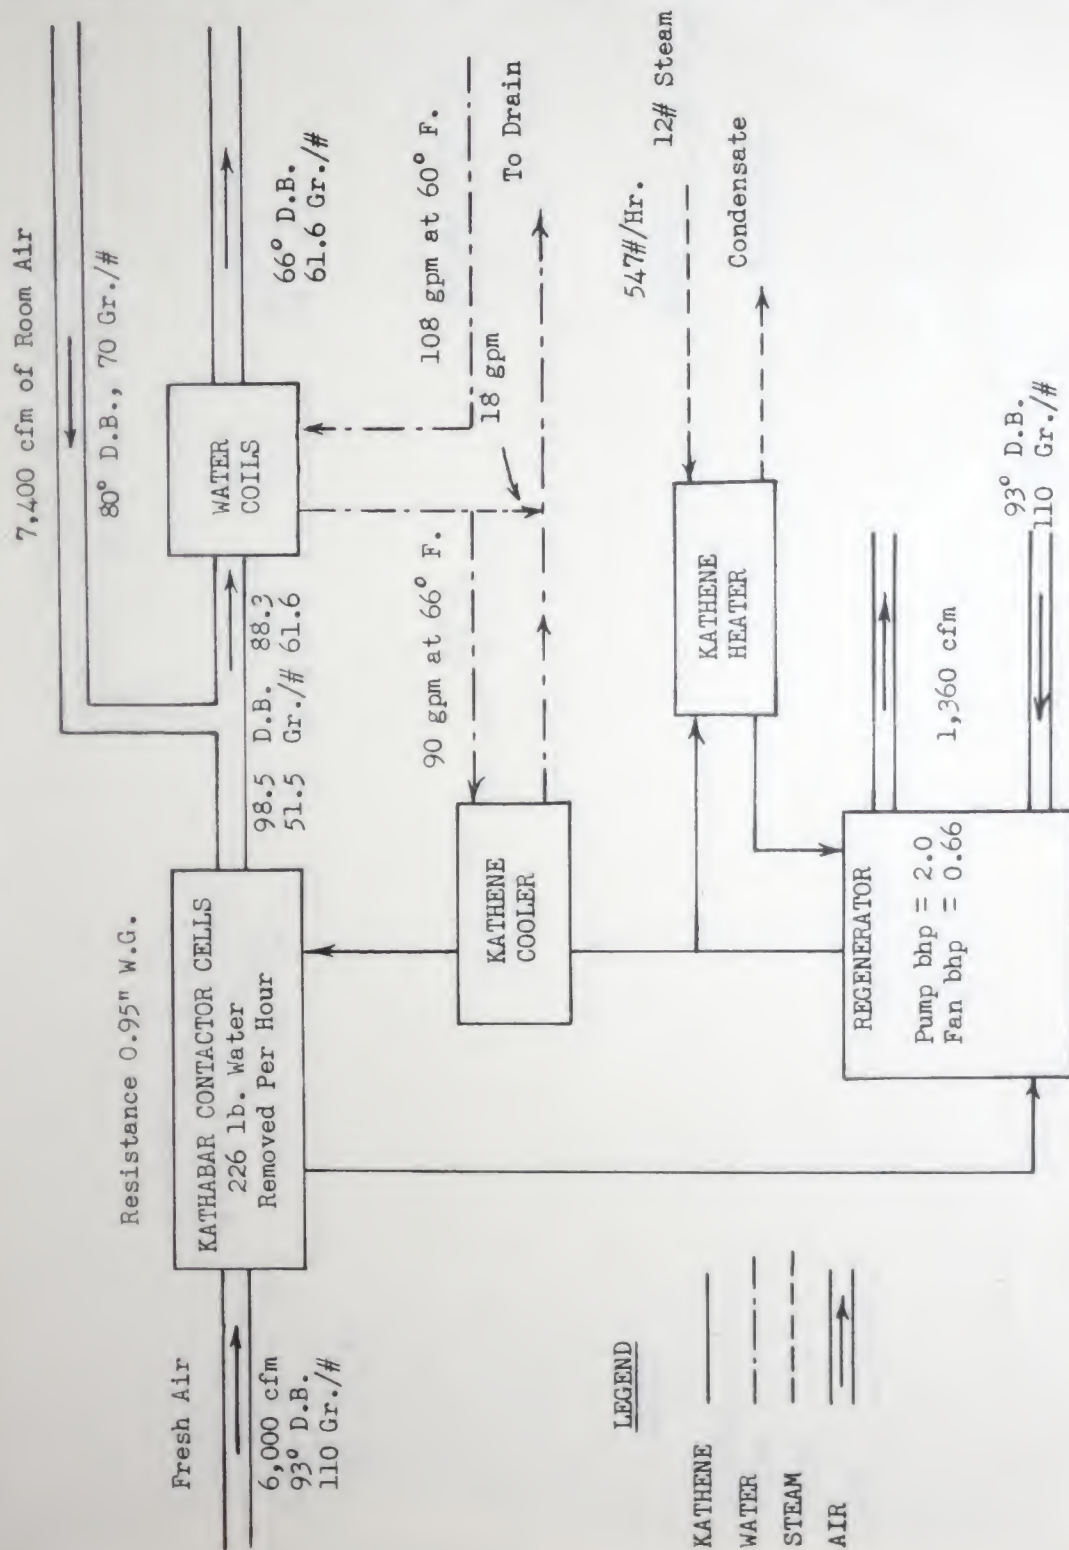 7,400 cfm of Room Air
80° D.B., 70 Gr./#
Resistance 0.95" W.G.
Fresh Air
6,000 cfm
93° D.B.
110 Gr./#
KATHABAR CONTACTOR CELLS
226 lb. Water
Removed Per Hour
98.5 D.B. 88.3
51.5 Gr./# 61.6
WATER
COILS
66° D.B.
61.6 Gr./#
108 gpm at 60° F.
18 gpm
To Drain
90 gpm at 66° F.
KATHENE
COOLER
547#/Hr.
12# Steam
Condensate
KATHENE
HEATER
REGENERATOR
Pump bhp = 2.0
Fan bhp = 0.66
1,360 cfm
93° D.B.
110 Gr./#
LEGEND
KATHENE
WATER
STEAM
AIR